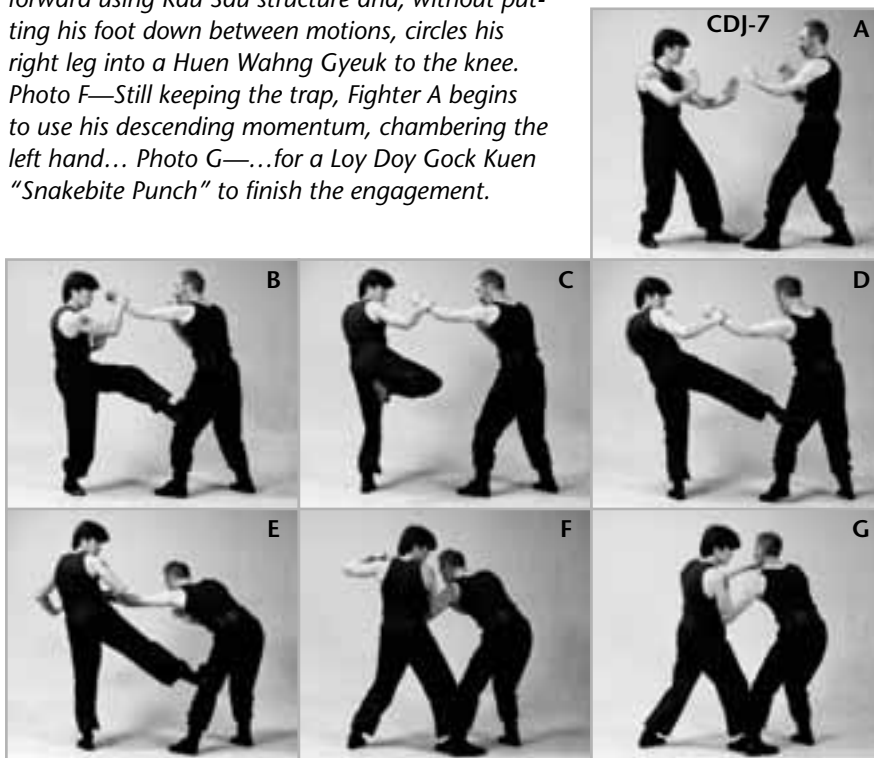 forward using Kau Sau structure and, without put-
ting his foot down between motions, circles his
right leg into a Huen Wahng Gyeuk to the knee.
Photo F—Still keeping the trap, Fighter A begins
to use his descending momentum, chambering the
left hand… Photo G—…for a Loy Doy Gock Kuen
“Snakebite Punch” to finish the engagement.
CDJ-7
A
B
C
D
E
F
G